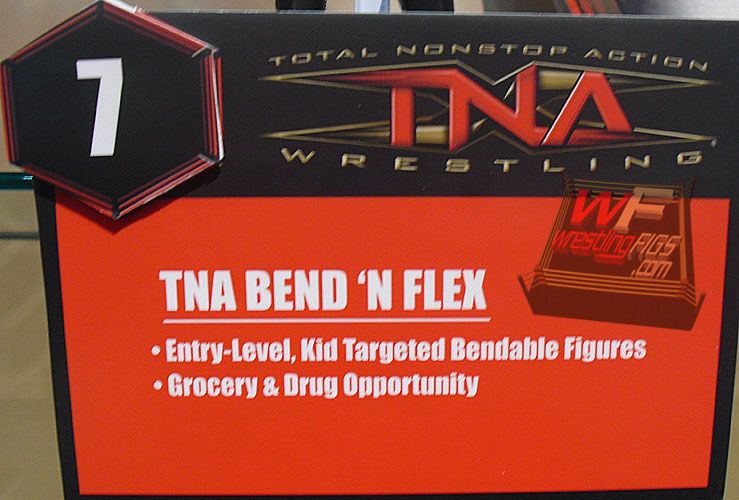 7
TOTAL NONSTOP ACTION
TNA
WRESTLING
WF
wrestlingFIGS
.com
TNA BEND ‘N FLEX
• Entry-Level, Kid Targeted Bendable Figures
• Grocery & Drug Opportunity